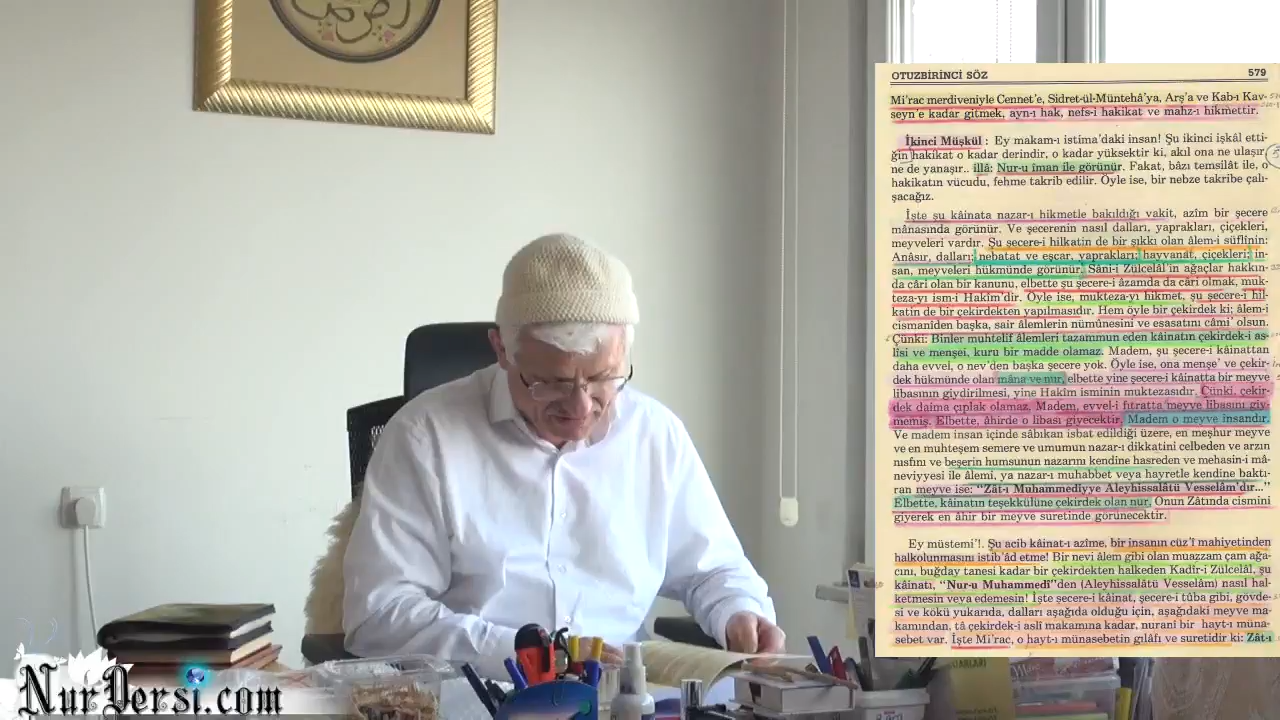 OTUZBİRİNCİ SÖZ 579
Mi'rac merdiveniyle Cennet'e, Sidret-ül-Müntehâ'ya, Arş'a ve Kab-ı Kav-
seyn'e kadar gitmek, ayn-ı hak, nefs-i hakikat ve mahz-ı hikmettir.
İkinci Müşkül : Ey makam-ı istima'daki insan! Şu ikinci işkâl etti-
ğin hakikat o kadar derindir, o kadar yüksektir ki, akıl ona ne ulaşır,
ne de yanaşır.. illâ: Nur-u îman ile görünür. Fakat, bâzı temsilât ile, o
hakikatın vücudu, fehme takrib edilir. Öyle ise, bir nebze takribe çalı-
şacağız.
İşte şu kâinata nazar-ı hikmetle bakıldığı vakit, azîm bir şecere
mânasında görünür. Ve şecerenin nasıl dalları, yaprakları, çiçekleri,
meyveleri vardır. Şu şecere-i hilkatin de bir şıkkı olan âlem-i süflînin:
Anâsır, dalları; nebatat ve eşcar, yaprakları; hayvanat, çiçekleri; in-
san, meyveleri hükmünde görünür. Sâni-i Zülcelâl'in ağaçlar hakkın-
da câri olan bir kanunu, elbette şu şecere-i âzamda da câri olmak, muk-
teza-yı ism-i Hakîm'dir. Öyle ise, mukteza-yı hikmet, şu şecere-i hil-
katin de bir çekirdekten yapılmasıdır. Hem öyle bir çekirdek ki; âlem-i
cismanîden başka, sair âlemlerin nümûnesini ve esasatını câmi' olsun.
Çünki: Binler muhtelif âlemleri tazammun eden kâinatın çekirdek-i as-
lîsi ve menşei, kuru bir madde olamaz. Madem, şu şecere-i kâinattan
daha evvel, o nev'den başka şecere yok. Öyle ise, ona menşe' ve çekir-
dek hükmünde olan mâna ve nur, elbette yine şecere-i kâinatta bir meyve
libasının giydirilmesi, yine Hakîm isminin muktezasıdır. Çünki, çekir-
dek daima çıplak olamaz. Madem, evvel-i fıtratta meyve libasını giy-
memiş. Elbette, âhirde o libası giyecektir. Madem o meyve insandır.
Ve madem insan içinde sâbıkan isbat edildiği üzere, en meşhur meyve
ve en muhteşem semere ve umumun nazar-ı dikkatini celbeden ve arzın
nısfını ve beşerin humsunun nazarını kendine hasreden ve mehasin-i mâ-
neviyyesi ile âlemi, ya nazar-ı muhabbet veya hayretle kendine baktı-
ran meyve ise: "Zât-ı Muhammediyye Aleyhissalâtü Vesselâm'dır..."
Elbette, kâinatın teşekkülüne çekirdek olan nur, Onun Zâtında cismini
giyerek en âhir bir meyve suretinde görünecektir.
Ey müstemi'!. Şu acib kâinat-ı azîme, bir insanın cüz'î mahiyetinden
halkolunmasını istib'âd etme! Bir nevi âlem gibi olan muazzam çam ağa-
cını, buğday tanesi kadar bir çekirdekten halkeden Kadîr-i Zülcelâl, şu
kâinatı, "Nur-u Muhammedî"den (Aleyhissalâtü Vesselâm) nasıl hal-
ketmesin veya edemesin! İşte şecere-i kâinat, şecere-i tûba gibi, gövde-
si ve kökü yukarıda, dalları aşağıda olduğu için, aşağıdaki meyve ma-
kamından, tâ çekirdek-i aslî makamına kadar, nuranî bir hayt-ı müna-
sebet var. İşte Mi'rac, o hayt-ı münasebetin gılâfı ve suretidir ki: Zât-ı
NurDersi.com